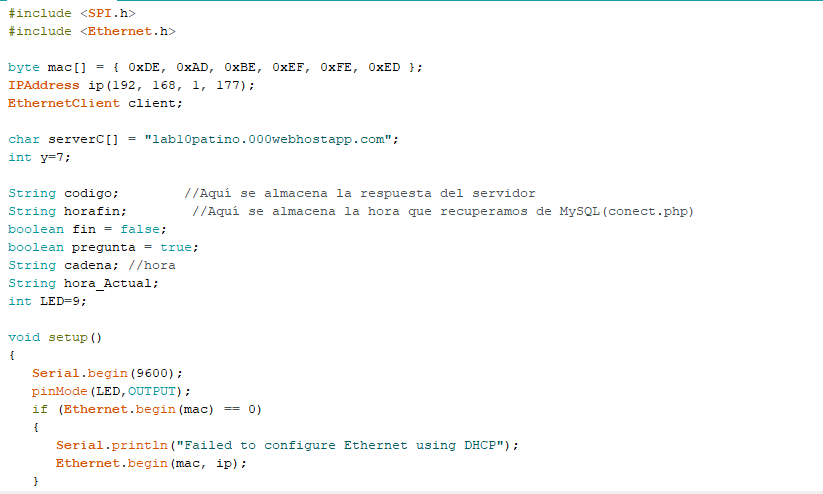 #include <SPI.h>
#include <Ethernet.h>
byte mac[] = { 0xDE, 0xAD, 0xBE, 0xEF, 0xFE, 0xED };
IPAddress ip(192, 168, 1, 177);
EthernetClient client;
char serverC[] = "lab10patino.000webhostapp.com";
int y=7;
String codigo; //Aquí se almacena la respuesta del servidor
String horafin; //Aquí se almacena la hora que recuperamos de MySQL(conect.php)
boolean fin = false;
boolean pregunta = true;
String cadena; //hora
String hora_Actual;
int LED=9;
void setup()
{
Serial.begin(9600);
pinMode(LED,OUTPUT);
if (Ethernet.begin(mac) == 0)
{
Serial.println("Failed to configure Ethernet using DHCP");
Ethernet.begin(mac, ip);
}